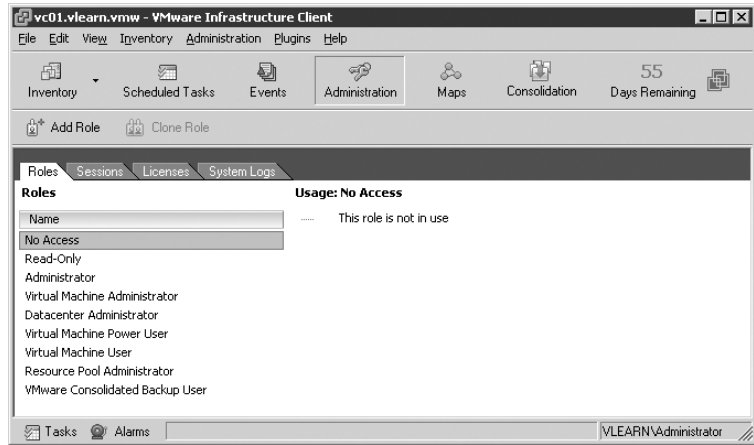 vc01.vlearn.vmw - VMware Infrastructure Client
File Edit View Inventory Administration Plugins Help
Inventory Scheduled Tasks Events Administration Maps Consolidation 55 Days Remaining
Add Role Clone Role
Roles Sessions Licenses System Logs
Roles
Name
No Access
Read-Only
Administrator
Virtual Machine Administrator
Datacenter Administrator
Virtual Machine Power User
Virtual Machine User
Resource Pool Administrator
VMware Consolidated Backup User
Usage: No Access
This role is not in use
Tasks Alarms VLEARN\Administrator